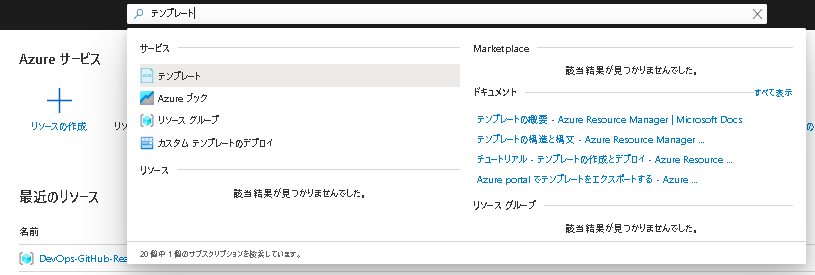 テンプレート
Azure サービス
リソースの作成
リソ
の
最近のリソース
名前
DevOps-GitHub-Rea
サービス
テンプレート
Azure ブック
リソース グループ
カスタム テンプレートのデプロイ
リソース
該当結果が見つかりませんでした。
Marketplace
該当結果が見つかりませんでした。
ドキュメント
すべて表示
テンプレートの概要 - Azure Resource Manager | Microsoft Docs
テンプレートの構造と構文 - Azure Resource Manager ...
チュートリアル - テンプレートの作成とデプロイ - Azure Resource ...
Azure portal でテンプレートをエクスポートする - Azure ...
リソース グループ
該当結果が見つかりませんでした。
20 個中 1 個のサブスクリプションを検索しています。